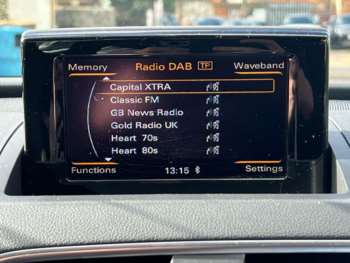 Memory Radio DAB TP Waveband
Capital XTRA
Classic FM
GB News Radio
Gold Radio UK
Heart 70s
Heart 80s
Functions 13:15 Settings